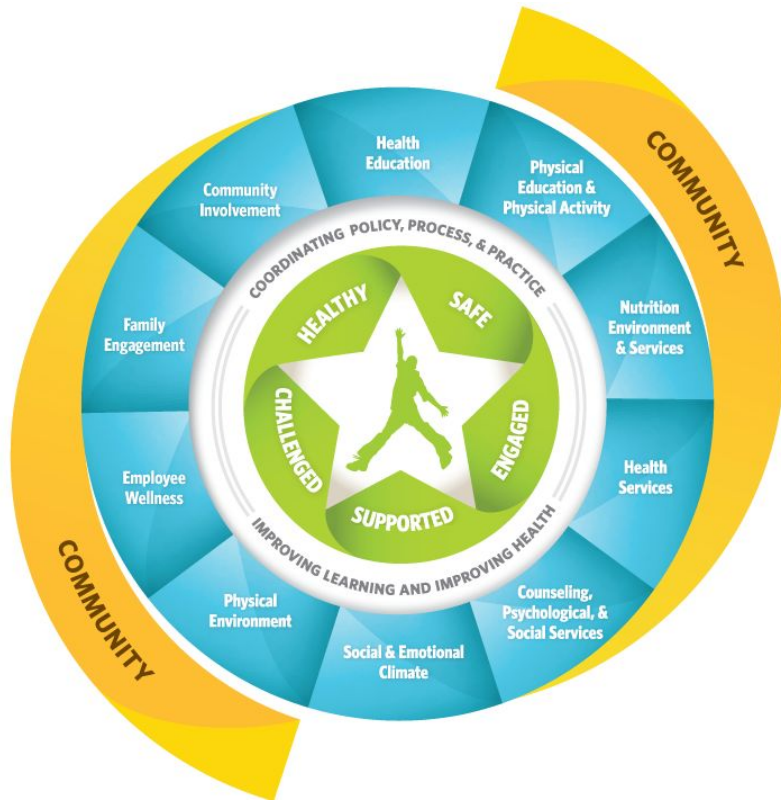 COMMUNITY
Health
Education
Physical
Education &
Physical Activity
Nutrition
Environment
& Services
Health
Services
Counseling,
Psychological, &
Social Services
Social & Emotional
Climate
Physical
Environment
Employee
Wellness
Family
Engagement
Community
Involvement
COORDINATING POLICY, PROCESS, & PRACTICE
IMPROVING LEARNING AND IMPROVING HEALTH
HEALTHY
SAFE
ENGAGED
SUPPORTED
CHALLENGED
COMMUNITY